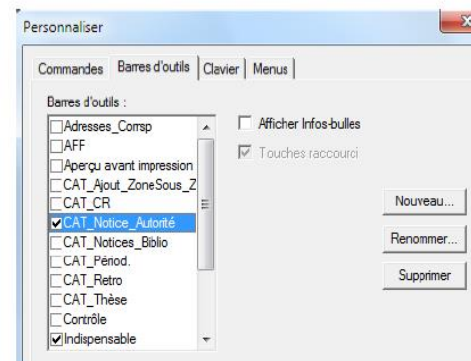 Personnaliser
Commandes Barres d'outils Clavier Menus
Barres d'outils :
Adresses_Corrsp
AFF
Aperçu avant impression
CAT_Ajout_ZoneSous_Z
CAT_CR
CAT_Notice_Autorité
CAT_Notices_Biblio
CAT_Périod.
CAT_Retro
CAT_Thèse
Contrôle
Indispensable
Afficher Infos-bulles
Touches raccourci
Nouveau...
Renommer...
Supprimer